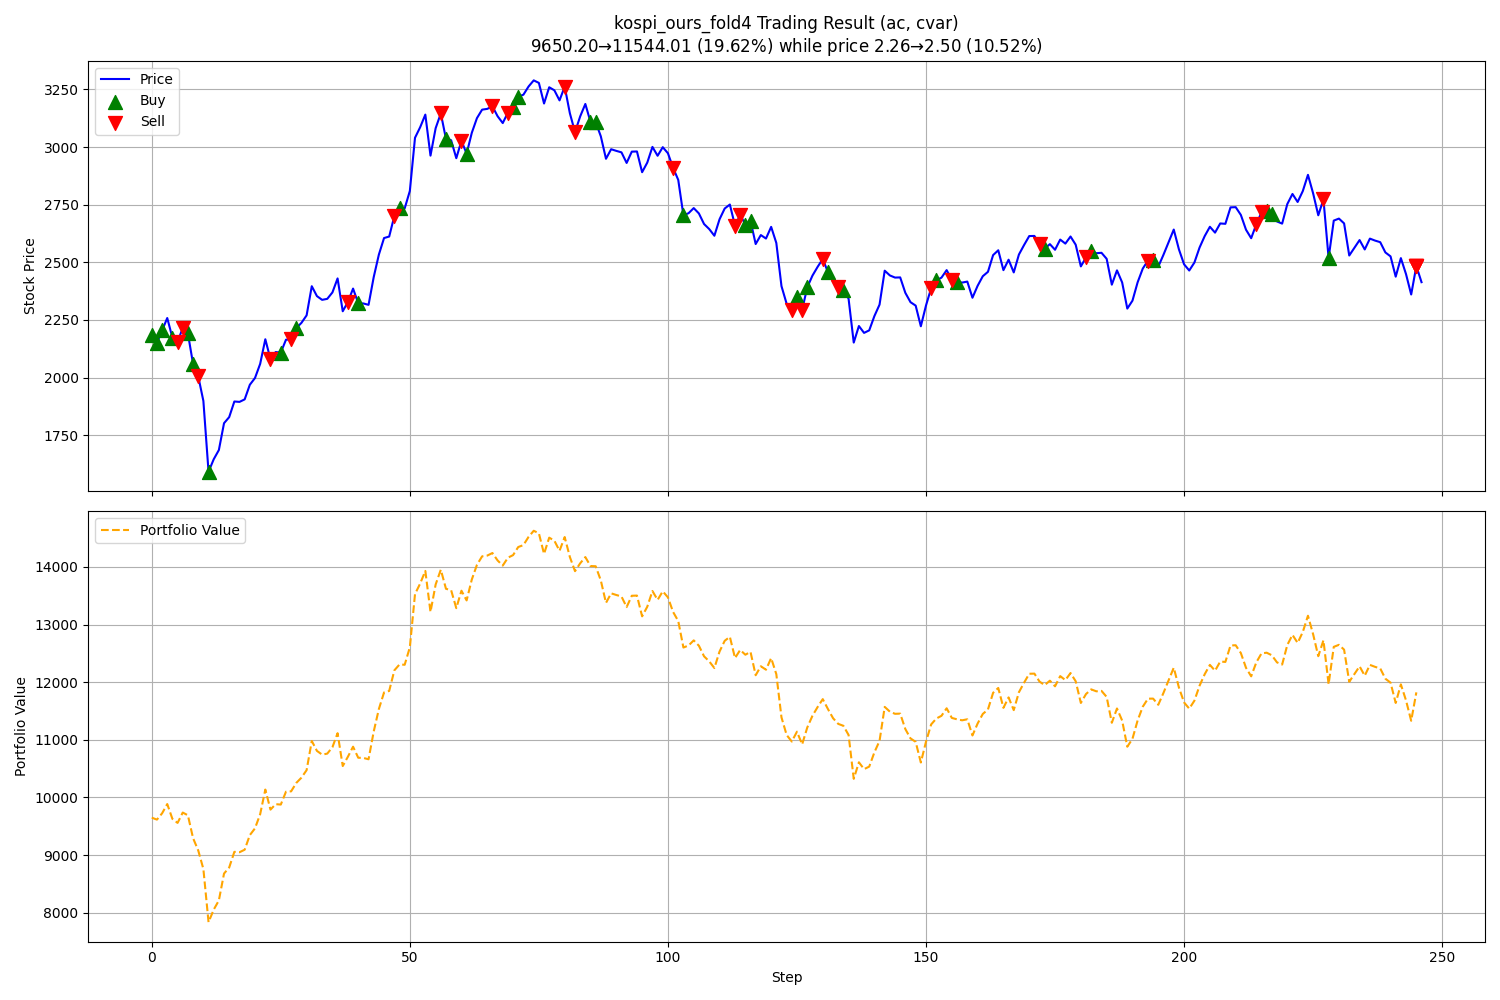 kospi_ours_fold4 Trading Result (ac, cvar)
9650.20→11544.01 (19.62%) while price 2.26→2.50 (10.52%)
Price
Buy
Sell
Stock Price
3250
3000
2750
2500
2250
2000
1750
Portfolio Value
Portfolio Value
14000
13000
12000
11000
10000
9000
8000
0
50
100
150
200
250
Step